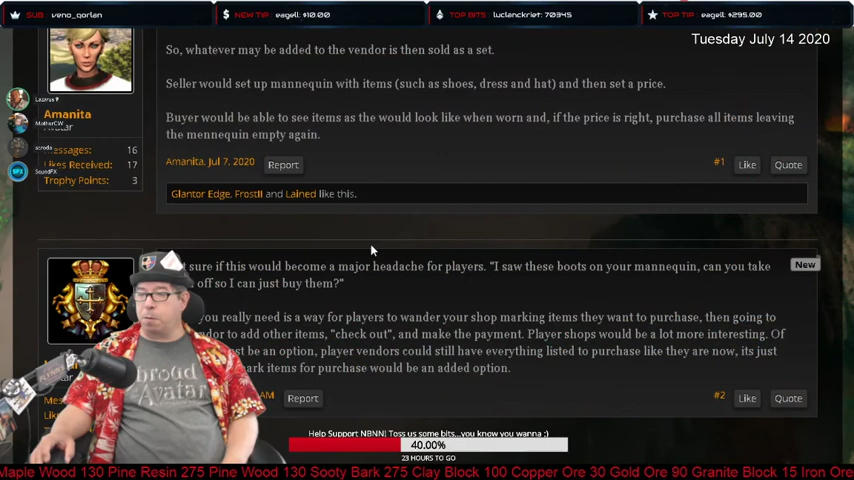 SUB: veno_gorlan
NEW TIP: eagell: $10.00
TOP BITS: luclanckriet: 70345
TOP TIP: eagell: $295.00
Tuesday July 14 2020
So, whatever may be added to the vendor is then sold as a set.
Seller would set up mannequin with items (such as shoes, dress and hat) and then set a price.
Buyer would be able to see items as the would look like when worn and, if the price is right, purchase all items leaving
the mennequin empty again.
Amanita, Jul 7, 2020
Report
#1
Like
Quote
Glantor Edge, FrostII and Lained like this.
Lazarus
MotherCW
SoundFX
Amanita
Avatar
Messages: 16
Likes Received: 17
Trophy Points: 3
sure if this would become a major headache for players. "I saw these boots on your mannequin, can you take
off so I can just buy them?"
New
you really need is a way for players to wander your shop marking items they want to purchase, then going to
to add other items, "check out", and make the payment. Player shops would be a lot more interesting. Of
be an option, player vendors could still have everything listed to purchase like they are now, its just
items for purchase would be an added option.
AM
Report
#2
Like
Quote
Shroud
Avatar
Help Support NBNN! Toss us some bits...you know you wanna ;)
40.00%
23 HOURS TO GO
Maple Wood 130 Pine Resin 275 Pine Wood 130 Sooty Bark 275 Clay Block 100 Copper Ore 30 Gold Ore 90 Granite Block 15 Iron Ore